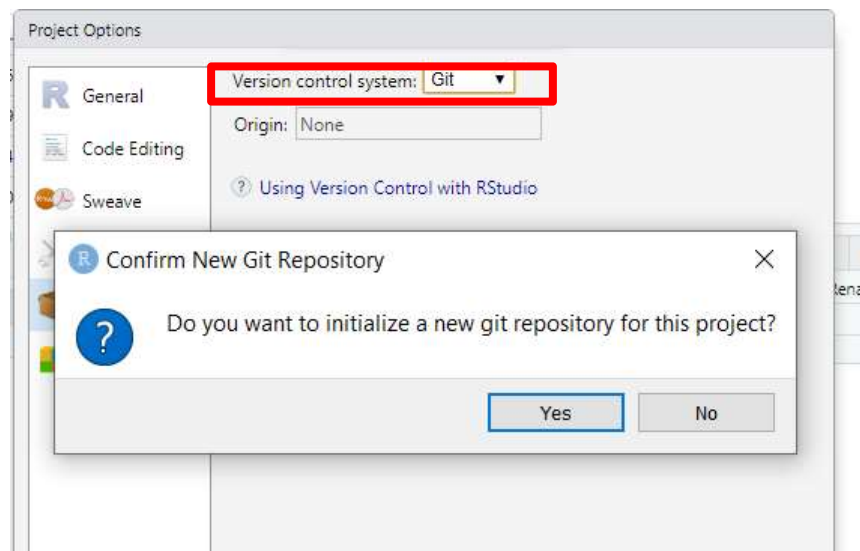 Project Options
General
Code Editing
Sweave
Version control system: Git
Origin: None
Using Version Control with RStudio
Confirm New Git Repository
Do you want to initialize a new git repository for this project?
Yes
No